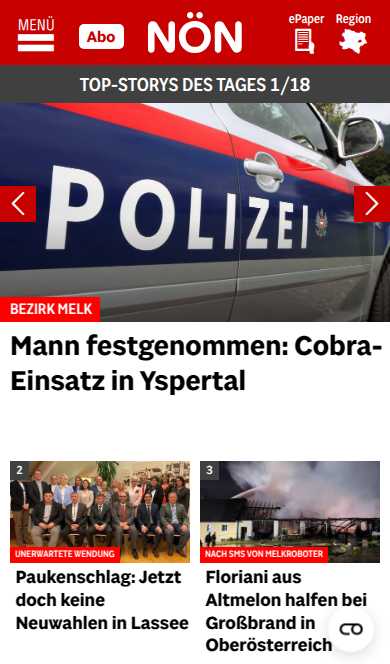 MENÜ
Abo
NÖN
ePaper
Region
TOP-STORYS DES TAGES 1/18
POLIZEI
BEZIRK MELK
Mann festgenommen: Cobra-
Einsatz in Yspertal
2
UNERWARTETE WENDUNG
Paukenschlag: Jetzt
doch keine
Neuwahlen in Lassee
3
NACH SMS VON MELKROBOTER
Floriani aus
Altmelon halfen bei
Großbrand in
Oberösterreich